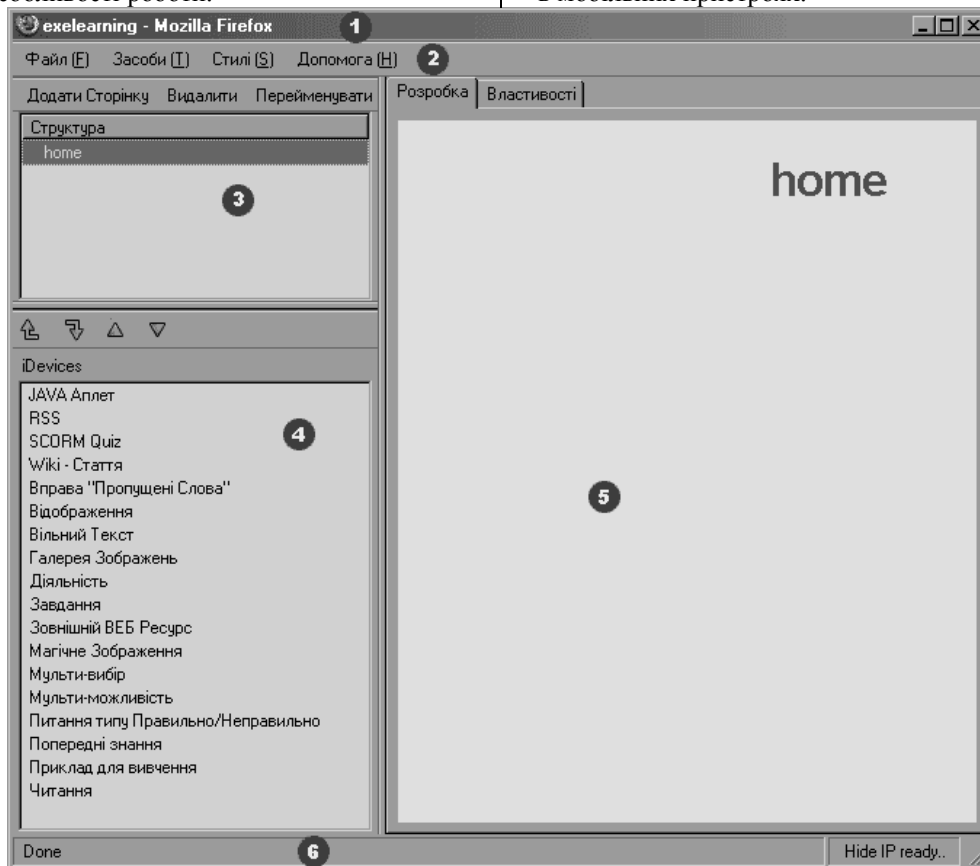 в мобільний пристрій.
exelearning - Mozilla Firefox 1
Файл (F) Засоби (T) Стилі (S) Допомога (H) 2
Додати Сторінку Видалити Перейменувати
Структура
home
3
iDevices
JAVA Аплет
RSS
SCORM Quiz
Wiki - Стаття
Вправа "Пропущені Слова"
Відображення
Вільний Текст
Галерея Зображень
Діяльність
Завдання
Зовнішній ВЕБ Ресурс
Магічне Зображення
Мульти-вибір
Мульти-можливість
Питання типу Правильно/Неправильно
Попередні знання
Приклад для вивчення
Читання
4
Розробка Властивості
home
5
Done 6 Hide IP ready..